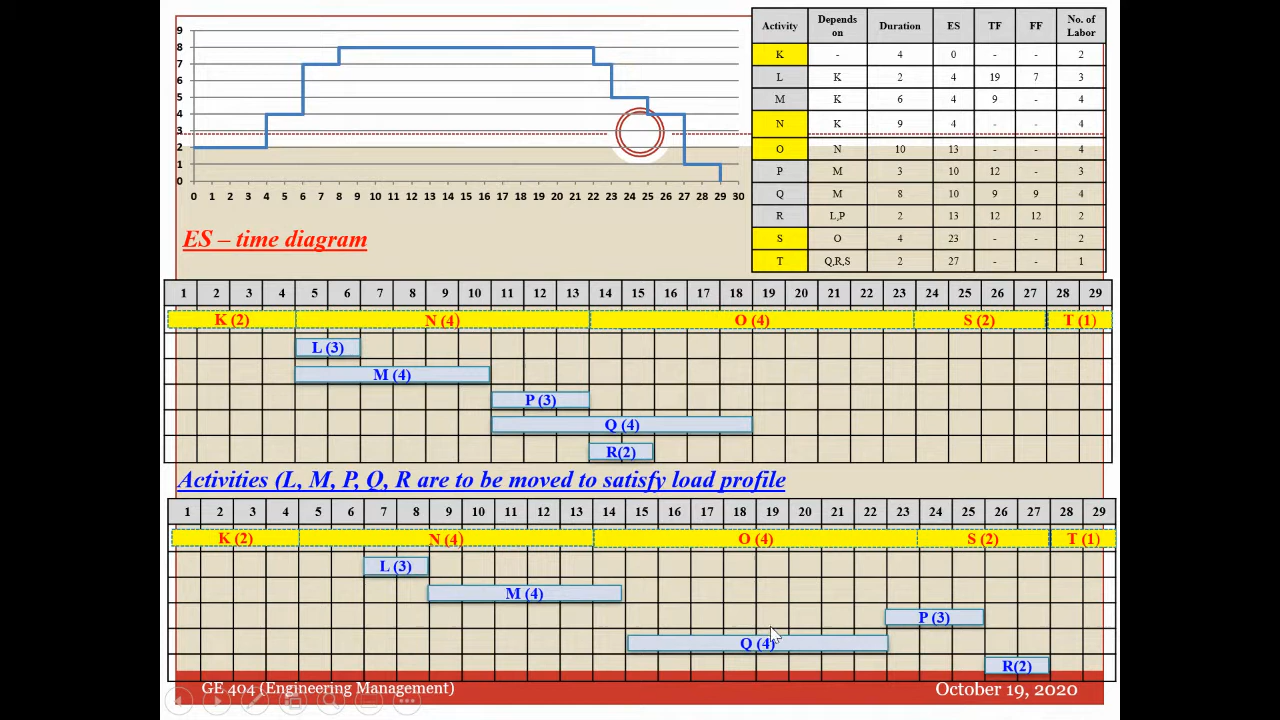 9
8
7
6
5
4
3
2
1
0
0 1 2 3 4 5 6 7 8 9 10 11 12 13 14 15 16 17 18 19 20 21 22 23 24 25 26 27 28 29 30
Activity Depends on Duration ES TF FF No. of Labor
K - 4 0 - - 2
L K 2 4 19 7 3
M K 6 4 9 - 4
N K 9 4 - - 4
O N 10 13 - - 4
P M 3 10 12 - 3
Q M 8 10 9 9 4
R L,P 2 13 12 12 2
S O 4 23 - - 2
T Q,R,S 2 27 - - 1
ES – time diagram
1 2 3 4 5 6 7 8 9 10 11 12 13 14 15 16 17 18 19 20 21 22 23 24 25 26 27 28 29
K (2) N (4) O (4) S (2) T (1)
L (3)
M (4)
P (3)
Q (4)
R(2)
Activities (L, M, P, Q, R are to be moved to satisfy load profile
1 2 3 4 5 6 7 8 9 10 11 12 13 14 15 16 17 18 19 20 21 22 23 24 25 26 27 28 29
K (2) N (4) O (4) S (2) T (1)
L (3)
M (4)
P (3)
Q (4)
R(2)
GE 404 (Engineering Management) October 19, 2020